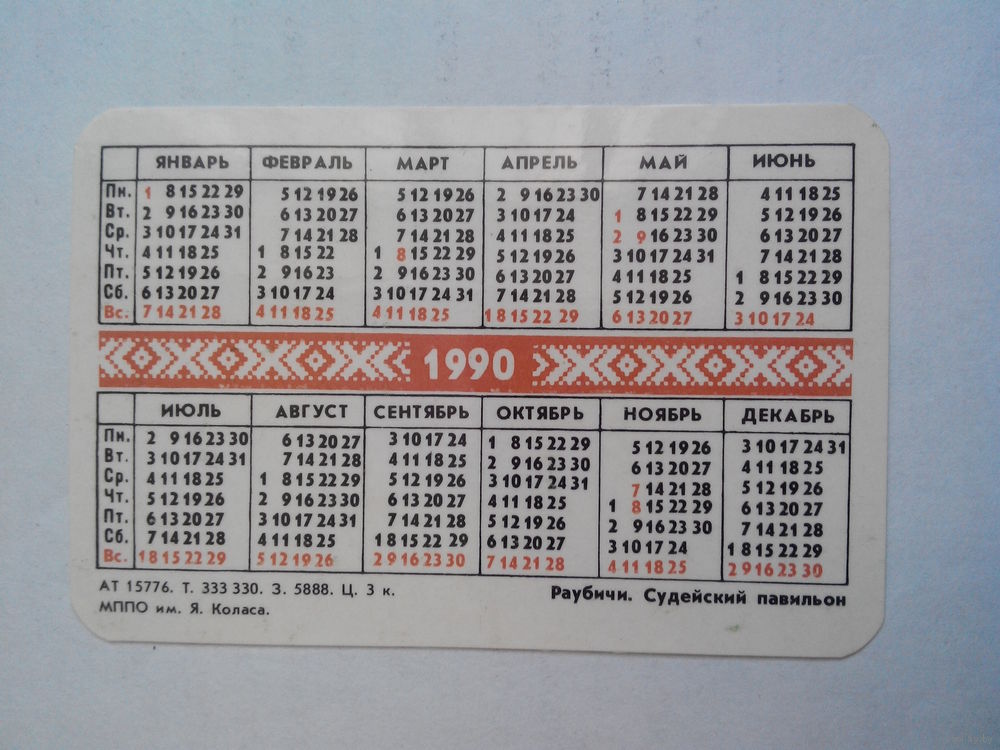 ЯНВАРЬ ФЕВРАЛЬ МАРТ АПРЕЛЬ МАЙ ИЮНЬ
Пн. 1 8 15 22 29 5 12 19 26 5 12 19 26 2 9 16 23 30 7 14 21 28 4 11 18 25
Вт. 2 9 16 23 30 6 13 20 27 6 13 20 27 3 10 17 24 1 8 15 22 29 5 12 19 26
Ср. 3 10 17 24 31 7 14 21 28 7 14 21 28 4 11 18 25 2 9 16 23 30 6 13 20 27
Чт. 4 11 18 25 1 8 15 22 1 8 15 22 29 5 12 19 26 3 10 17 24 31 7 14 21 28
Пт. 5 12 19 26 2 9 16 23 2 9 16 23 30 6 13 20 27 4 11 18 25 1 8 15 22 29
Сб. 6 13 20 27 3 10 17 24 3 10 17 24 31 7 14 21 28 5 12 19 26 2 9 16 23 30
Вс. 7 14 21 28 4 11 18 25 4 11 18 25 1 8 15 22 29 6 13 20 27 3 10 17 24
1990
ИЮЛЬ АВГУСТ СЕНТЯБРЬ ОКТЯБРЬ НОЯБРЬ ДЕКАБРЬ
Пн. 2 9 16 23 30 6 13 20 27 3 10 17 24 1 8 15 22 29 5 12 19 26 3 10 17 24 31
Вт. 3 10 17 24 31 7 14 21 28 4 11 18 25 2 9 16 23 30 6 13 20 27 4 11 18 25
Ср. 4 11 18 25 1 8 15 22 29 5 12 19 26 3 10 17 24 31 7 14 21 28 5 12 19 26
Чт. 5 12 19 26 2 9 16 23 30 6 13 20 27 4 11 18 25 1 8 15 22 29 6 13 20 27
Пт. 6 13 20 27 3 10 17 24 31 7 14 21 28 5 12 19 26 2 9 16 23 30 7 14 21 28
Сб. 7 14 21 28 4 11 18 25 1 8 15 22 29 6 13 20 27 3 10 17 24 1 8 15 22 29
Вс. 1 8 15 22 29 5 12 19 26 2 9 16 23 30 7 14 21 28 4 11 18 25 2 9 16 23 30
АТ 15776. Т. 333 330. З. 5888. Ц. 3 к.
МППО им. Я. Коласа.
Раубичи. Судейский павильон